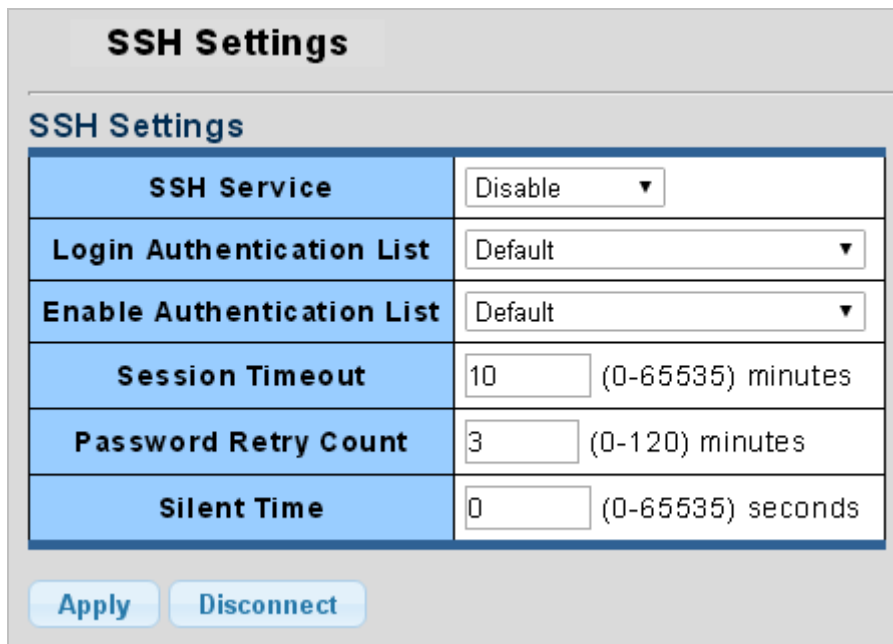 SSH Settings
SSH Settings
SSH Service Disable
Login Authentication List Default
Enable Authentication List Default
Session Timeout 10 (0-65535) minutes
Password Retry Count 3 (0-120) minutes
Silent Time 0 (0-65535) seconds
Apply Disconnect